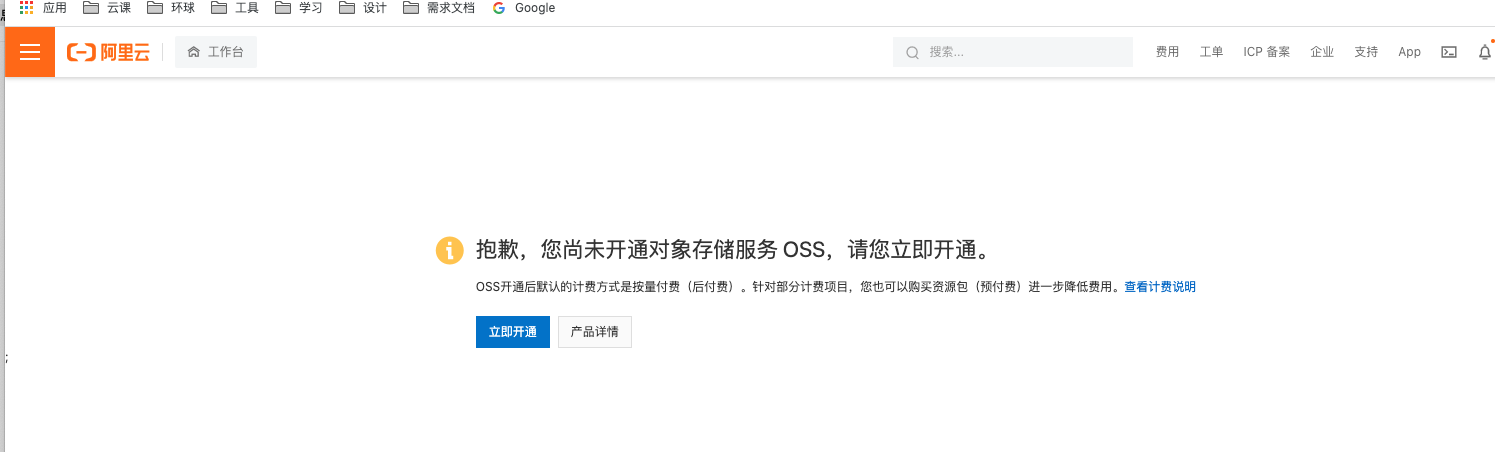 应用 云课 环球 工具 学习 设计 需求文档 Google
阿里云 工作台 搜索... 费用 工单 ICP 备案 企业 支持 App
抱歉，您尚未开通对象存储服务 OSS，请您立即开通。
OSS开通后默认的计费方式是按量付费（后付费）。针对部分计费项目，您也可以购买资源包（预付费）进一步降低费用。查看计费说明
立即开通 产品详情
;